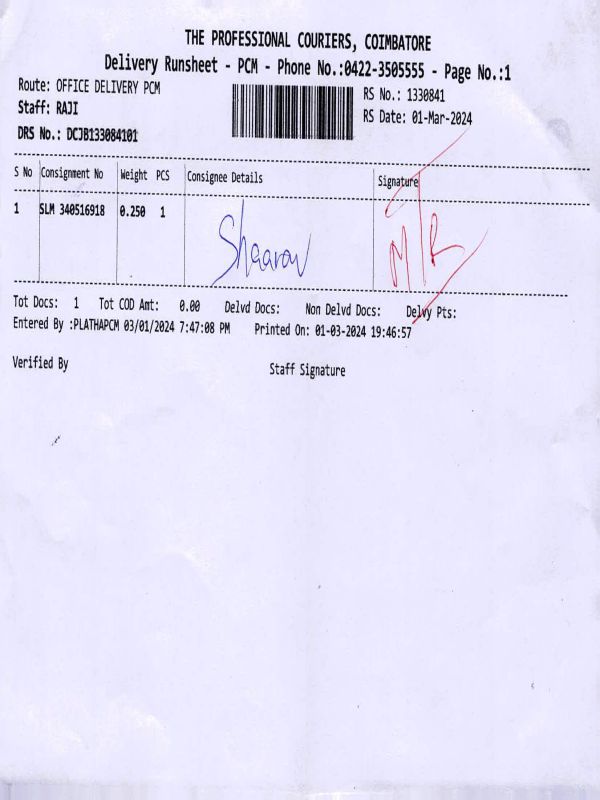 THE PROFESSIONAL COURIERS, COIMBATORE
Delivery Runsheet - PCM - Phone No.:0422-3505555 - Page No.:1
Route: OFFICE DELIVERY PCM
RS No.: 1330841
Staff: RAJI
RS Date: 01-Mar-2024
DRS No.: DCJB133084101
S No Consignment No Weight PCS Consignee Details Signature
1 SLM 340516918 0.250 1
Tot Docs: 1 Tot COD Amt: 0.00 Delvd Docs: Non Delvd Docs: Delvy Pts:
Entered By :PLATHAPCM 03/01/2024 7:47:08 PM Printed On: 01-03-2024 19:46:57
Verified By Staff Signature